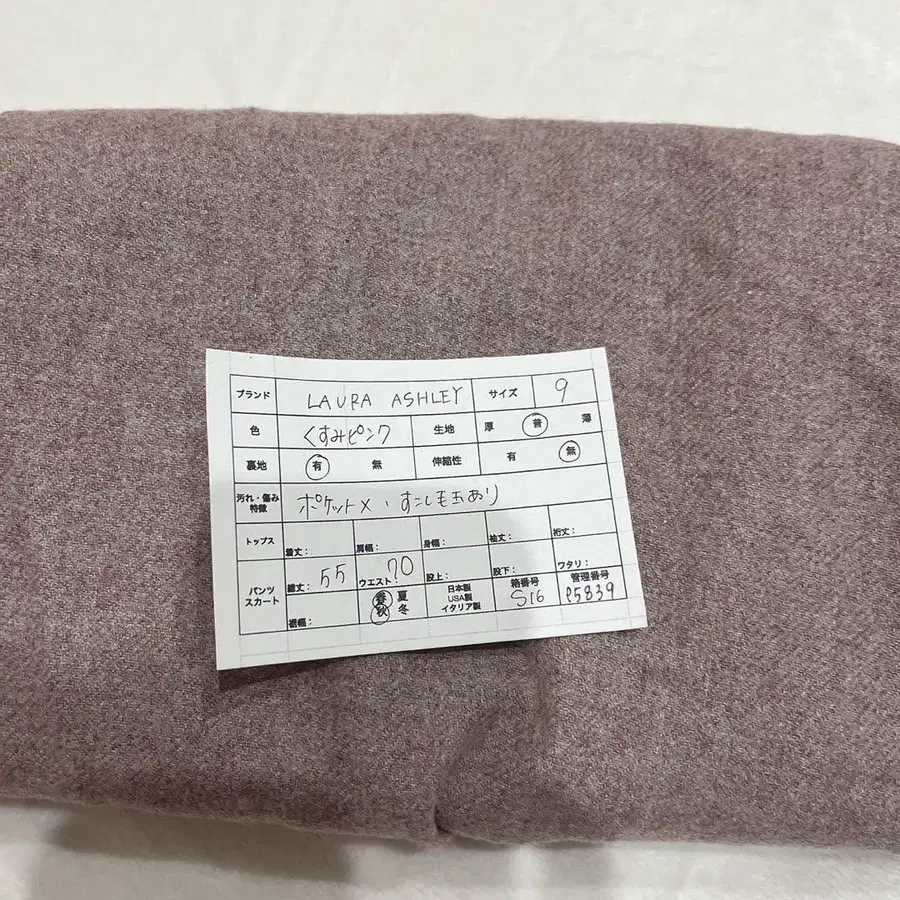 ブランド LAURA ASHLEY サイズ 9
色 くすみピンク 生地 厚 普 薄
裏地 有 無 伸縮性 有 無
汚れ・傷み
特徴 ポケット×、すこし毛玉あり
トップス 着丈: 肩幅: 身幅: 袖丈: 裄丈:
パンツ
スカート 総丈: 55 ウエスト: 70 股上: 股下: ワタリ:
裾幅: 春 夏
秋 冬
日本製
USA製
イタリア製
箱番号
S16
管理番号
e5839